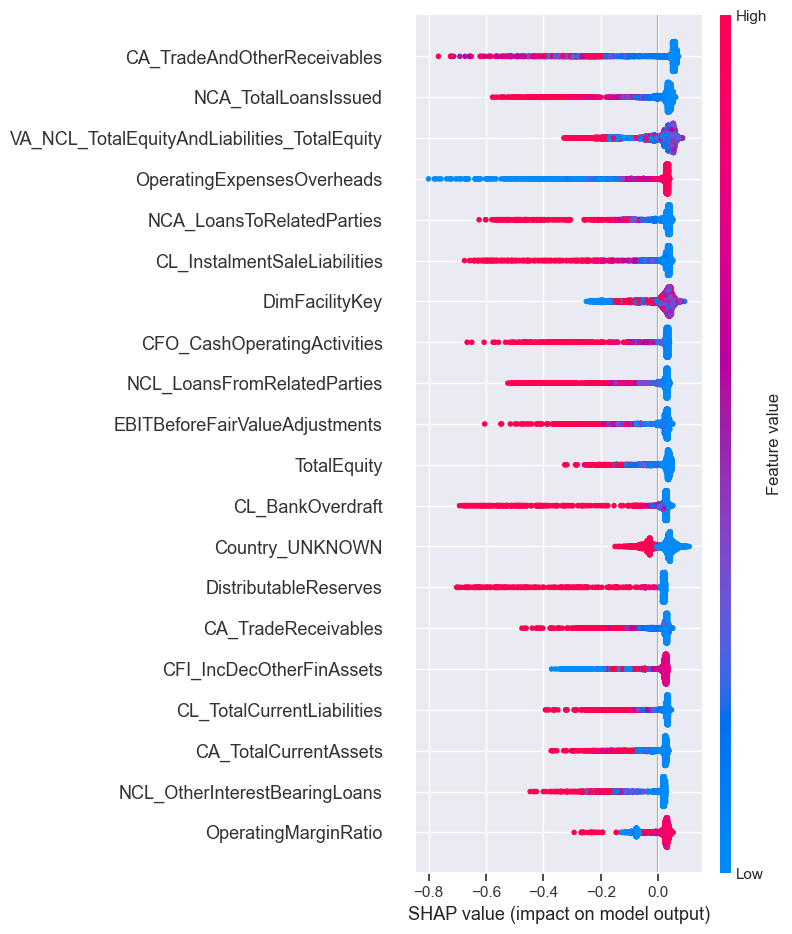 High
CA_TradeAndOtherReceivables
NCA_TotalLoansIssued
VA_NCL_TotalEquityAndLiabilities_TotalEquity
OperatingExpensesOverheads
NCA_LoansToRelatedParties
CL_InstalmentSaleLiabilities
DimFacilityKey
CFO_CashOperatingActivities
NCL_LoansFromRelatedParties
EBITBeforeFairValueAdjustments
TotalEquity
CL_BankOverdraft
Country_UNKNOWN
DistributableReserves
CA_TradeReceivables
CFI_IncDecOtherFinAssets
CL_TotalCurrentLiabilities
CA_TotalCurrentAssets
NCL_OtherInterestBearingLoans
OperatingMarginRatio
Feature value
Low
−0.8 −0.6 −0.4 −0.2 0.0
SHAP value (impact on model output)